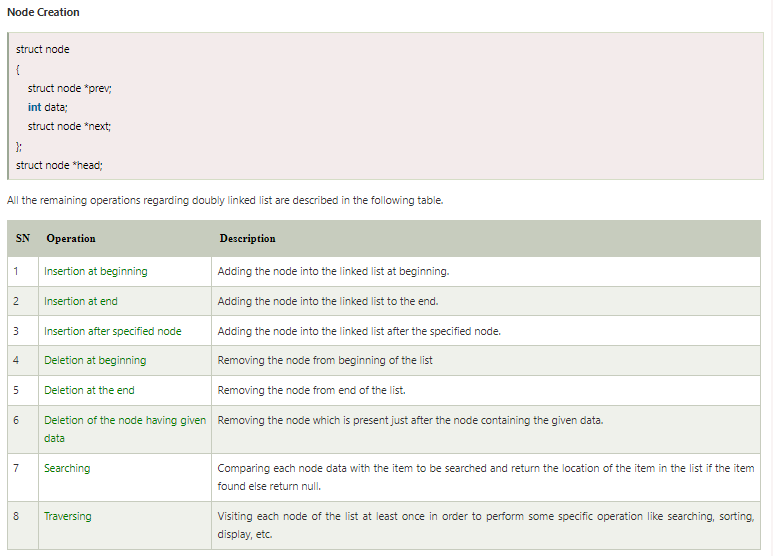 Node Creation
struct node
{
struct node *prev;
int data;
struct node *next;
};
struct node *head;
All the remaining operations regarding doubly linked list are described in the following table.
SN Operation Description
1 Insertion at beginning Adding the node into the linked list at beginning.
2 Insertion at end Adding the node into the linked list to the end.
3 Insertion after specified node Adding the node into the linked list after the specified node.
4 Deletion at beginning Removing the node from beginning of the list
5 Deletion at the end Removing the node from end of the list.
6 Deletion of the node having given Removing the node which is present just after the node containing the given data.
data
7 Searching Comparing each node data with the item to be searched and return the location of the item in the list if the item
found else return null.
8 Traversing Visiting each node of the list at least once in order to perform some specific operation like searching, sorting,
display, etc.